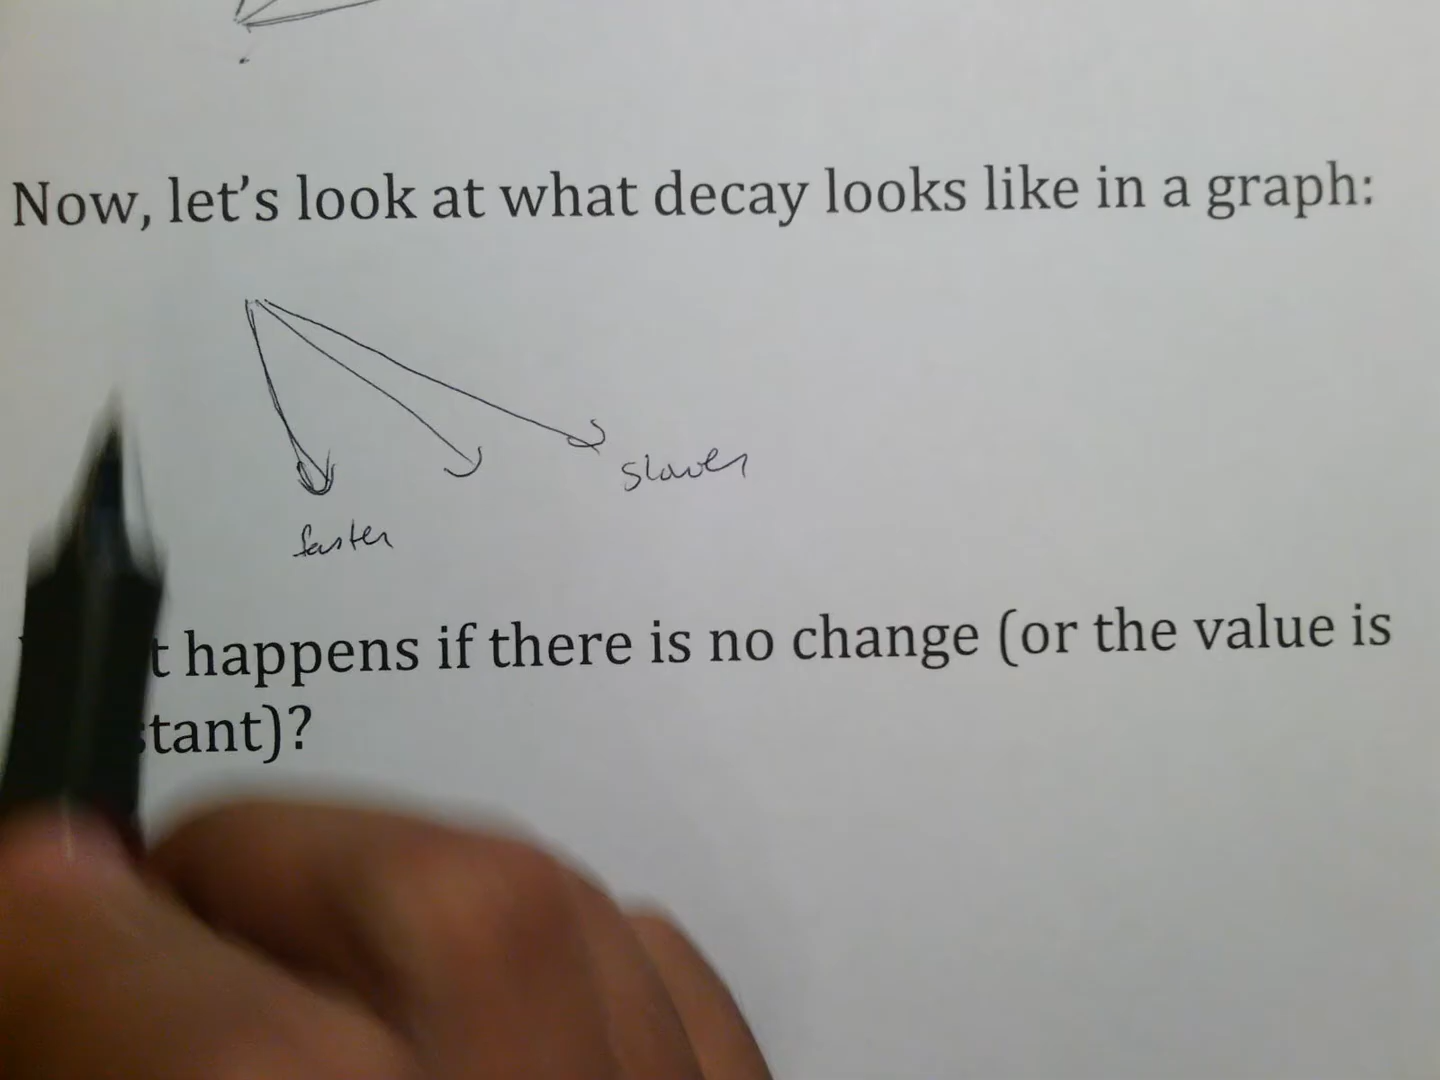 Now, let's look at what decay looks like in a graph:
slower
faster
t happens if there is no change (or the value is
stant)?